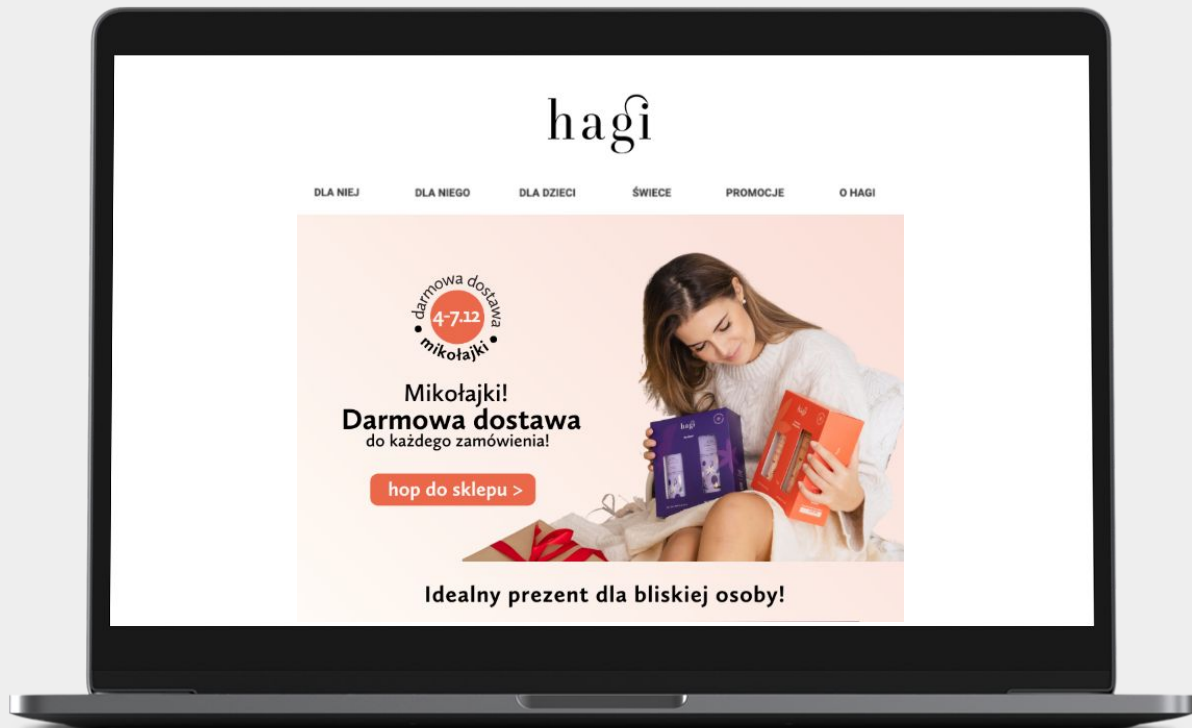 hagi
DLA NIEJ DLA NIEGO DLA DZIECI ŚWIECE PROMOCJE O HAGI
darmowa dostawa
4-7.12
mikołajki
Mikołajki!
Darmowa dostawa
do każdego zamówienia!
hop do sklepu >
hagi
hagi
Idealny prezent dla bliskiej osoby!